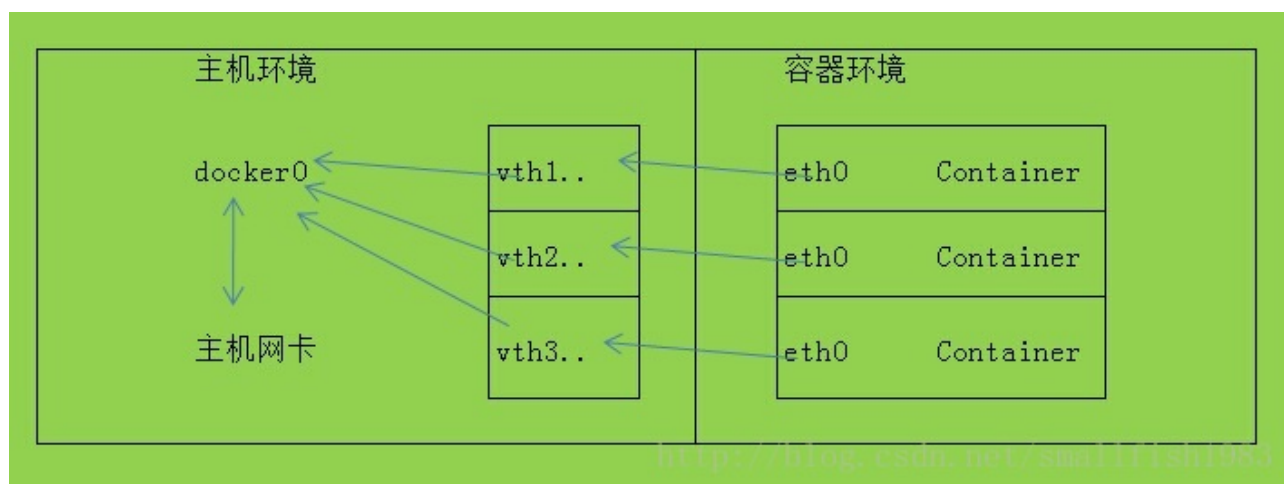 主机环境
容器环境
docker0
vth1..
eth0 Container
vth2..
eth0 Container
主机网卡
vth3..
eth0 Container
http://blog.csdn.net/smallfish1983